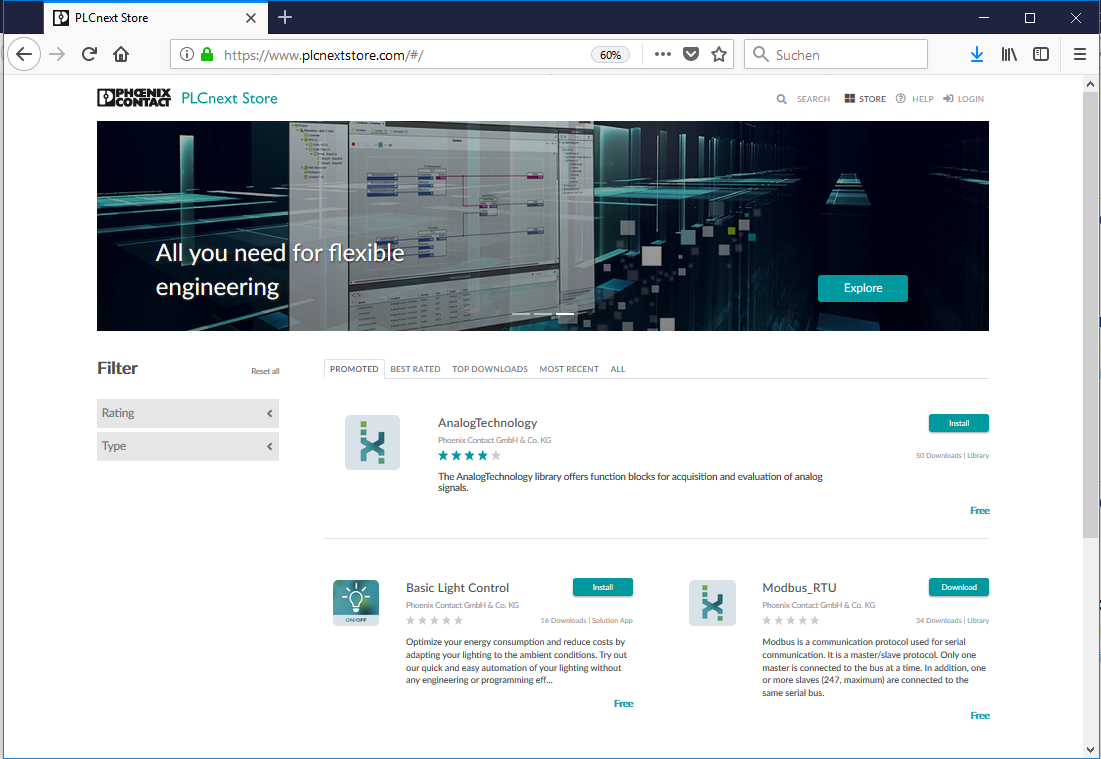 PLCnext Store
https://www.plcnextstore.com/#/
60%
Suchen
PHŒNIX
CONTACT
PLCnext Store
SEARCH
STORE
HELP
LOGIN
All you need for flexible
engineering
Explore
Filter
Reset all
Rating
Type
PROMOTED
BEST RATED
TOP DOWNLOADS
MOST RECENT
ALL
AnalogTechnology
Install
Phoenix Contact GmbH & Co. KG
50 Downloads | Library
The AnalogTechnology library offers function blocks for acquisition and evaluation of analog
signals.
Free
ON/OFF
Basic Light Control
Install
Phoenix Contact GmbH & Co. KG
16 Downloads | Solution App
Optimize your energy consumption and reduce costs by
adapting your lighting to the ambient conditions. Try out
our quick and easy automation of your lighting without
any engineering or programming eff...
Free
Modbus_RTU
Download
Phoenix Contact GmbH & Co. KG
34 Downloads | Library
Modbus is a communication protocol used for serial
communication. It is a master/slave protocol. Only one
master is connected to the bus at a time. In addition, one
or more slaves (247, maximum) are connected to the
same serial bus.
Free